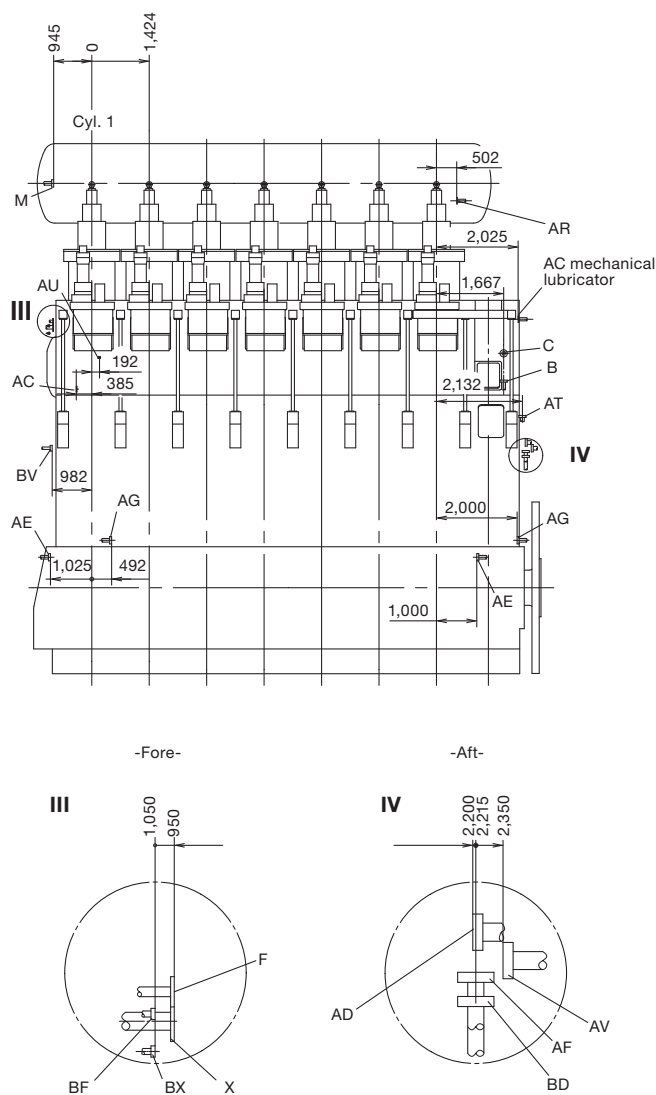 945
0
1,424
Cyl. 1
502
M
AR
2,025
AC mechanical
lubricator
AU
1,667
III
C
192
B
AC
385
2,132
AT
IV
BV
982
AG
2,000
AG
AE
1,025
492
AE
1,000
-Fore-
-Aft-
III
IV
1,050
950
2,200
2,215
2,350
F
AD
AV
AF
BF
BX
X
BD